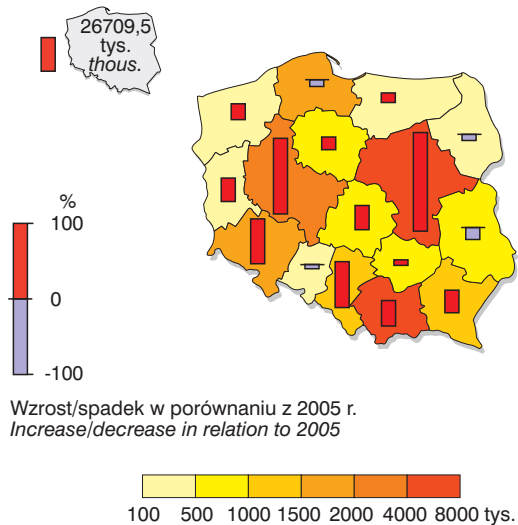 26709,5
tys.
thous.
%
100
0
-100
Wzrost/spadek w porównaniu z 2005 r.
Increase/decrease in relation to 2005
100 500 1000 1500 2000 4000 8000 tys.